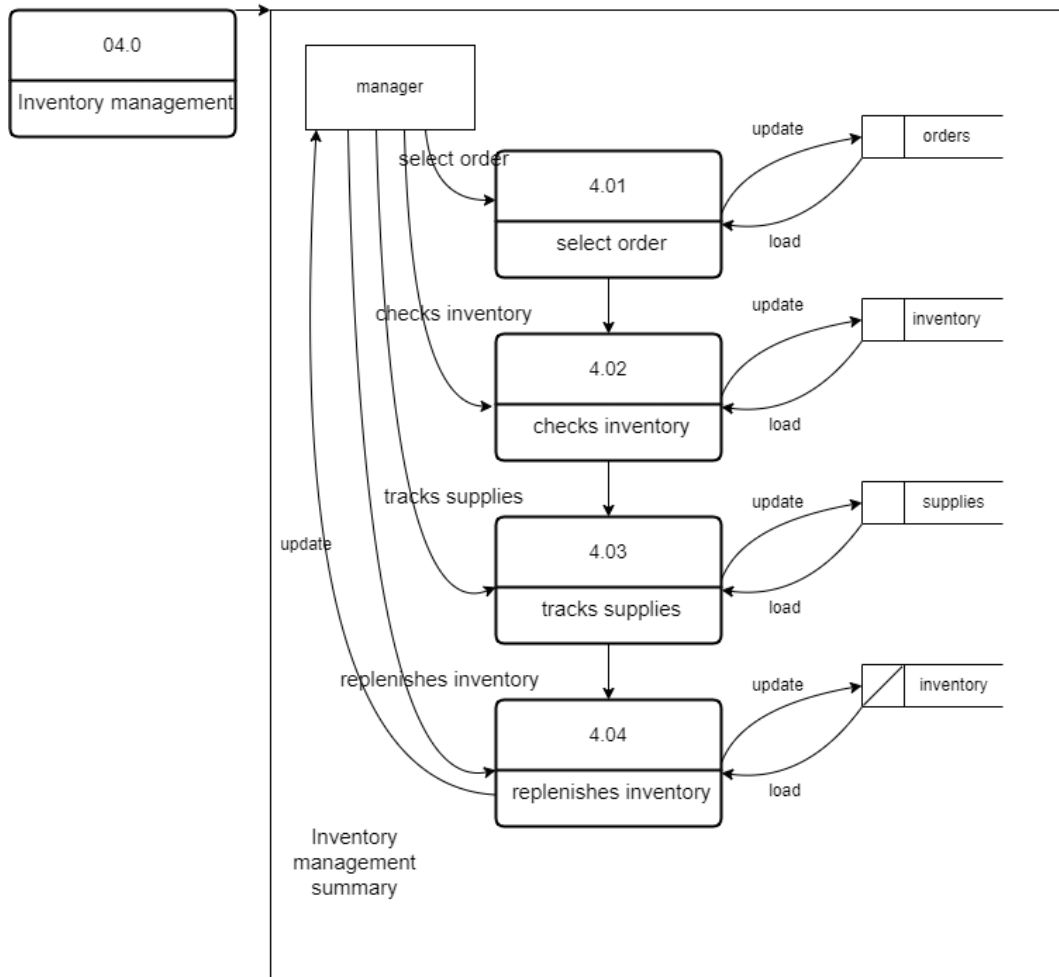 04.0
Inventory management
manager
select order
4.01
select order
update
orders
load
checks inventory
4.02
checks inventory
update
inventory
load
tracks supplies
4.03
tracks supplies
update
supplies
load
update
replenishes inventory
4.04
replenishes inventory
update
inventory
load
Inventory
management
summary